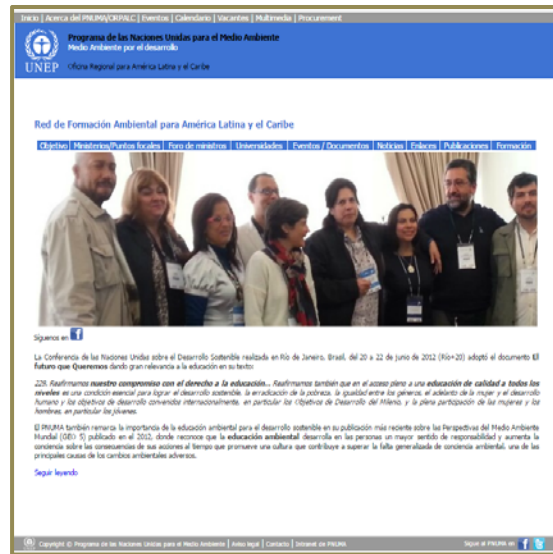 Inicio | Acerca del PNUMA/ORPALC | Eventos | Calendario | Vacantes | Multimedia | Procurement
Programa de las Naciones Unidas para el Medio Ambiente
Medio Ambiente por el desarrollo
UNEP
Oficina Regional para América Latina y el Caribe
Red de Formación Ambiental para América Latina y el Caribe
Objetivo | Ministerios/Puntos focales | Foro de ministros | Universidades | Eventos / Documentos | Noticias | Enlaces | Publicaciones | Formación
Síguenos en
La Conferencia de las Naciones Unidas sobre el Desarrollo Sostenible realizada en Río de Janeiro, Brasil, del 20 a 22 de junio de 2012 (Río+20) adoptó el documento El
futuro que Queremos dando gran relevancia a la educación en su texto:
229. Reafirmamos nuestro compromiso con el derecho a la educación... Reafirmamos también que en el acceso pleno a una educación de calidad a todos los
niveles es una condición esencial para lograr el desarrollo sostenible, la erradicación de la pobreza, la igualdad entre los géneros, el adelanto de la mujer y el desarrollo
humano y los objetivos de desarrollo convenidos internacionalmente, en particular los Objetivos de Desarrollo del Milenio, y la plena participación de las mujeres y los
hombres, en particular los jóvenes.
El PNUMA también remarca la importancia de la educación ambiental para el desarrollo sostenible en su publicación más reciente sobre las Perspectivas del Medio Ambiente
Mundial (GEO 5) publicado en el 2012, donde reconoce que la educación ambiental desarrolla en las personas un mayor sentido de responsabilidad y aumenta la
conciencia sobre las consecuencias de sus acciones al tiempo que promueve una cultura que contribuye a superar la falta generalizada de conciencia ambiental, una de las
principales causas de los cambios ambientales adversos.
Seguir leyendo
Copyright © Programa de las Naciones Unidas para el Medio Ambiente | Aviso legal | Contacto | Intranet de PNUMA
Sigue al PNUMA en